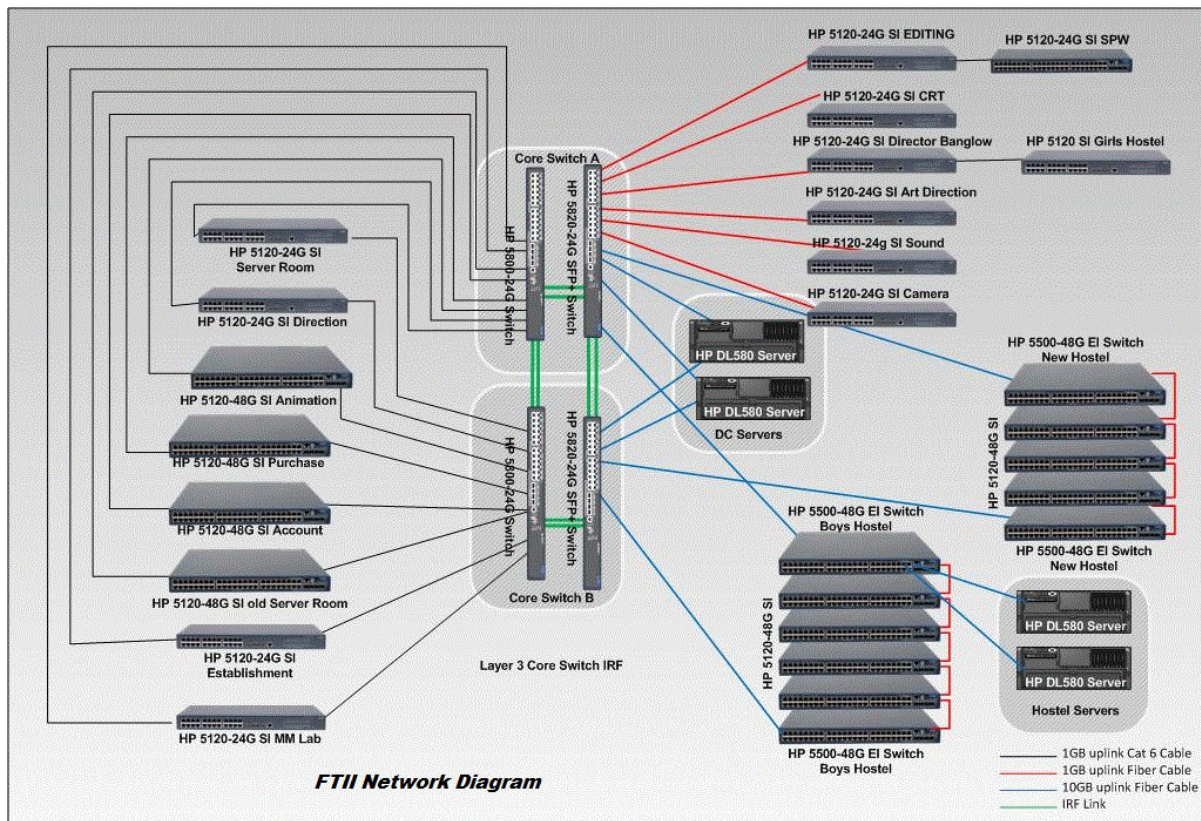 HP 5120-24G SI EDITING
HP 5120-24G SI SPW
HP 5120-24G SI CRT
HP 5120-24G SI Director Banglow
HP 5120 SI Girls Hostel
HP 5120-24G SI Art Direction
HP 5120-24g SI Sound
HP 5120-24G SI Camera
Core Switch A
HP 5800-24G Switch
HP 5820-24G SFP+ Switch
HP 5120-24G SI
Server Room
HP 5120-24G SI Direction
HP 5120-48G SI Animation
HP 5120-48G SI Purchase
HP 5120-48G SI Account
HP 5120-48G SI old Server Room
HP 5120-24G SI
Establishment
HP 5120-24G SI MM Lab
HP 5800-24G Switch
HP 5820-24G SFP+ Switch
Core Switch B
Layer 3 Core Switch IRF
HP DL580 Server
HP DL580 Server
DC Servers
HP 5500-48G EI Switch
New Hostel
HP 5120-48G SI
HP 5500-48G EI Switch
New Hostel
HP 5500-48G EI Switch
Boys Hostel
HP 5120-48G SI
HP 5500-48G EI Switch
Boys Hostel
HP DL580 Server
HP DL580 Server
Hostel Servers
1GB uplink Cat 6 Cable
1GB uplink Fiber Cable
10GB uplink Fiber Cable
IRF Link
FTII Network Diagram